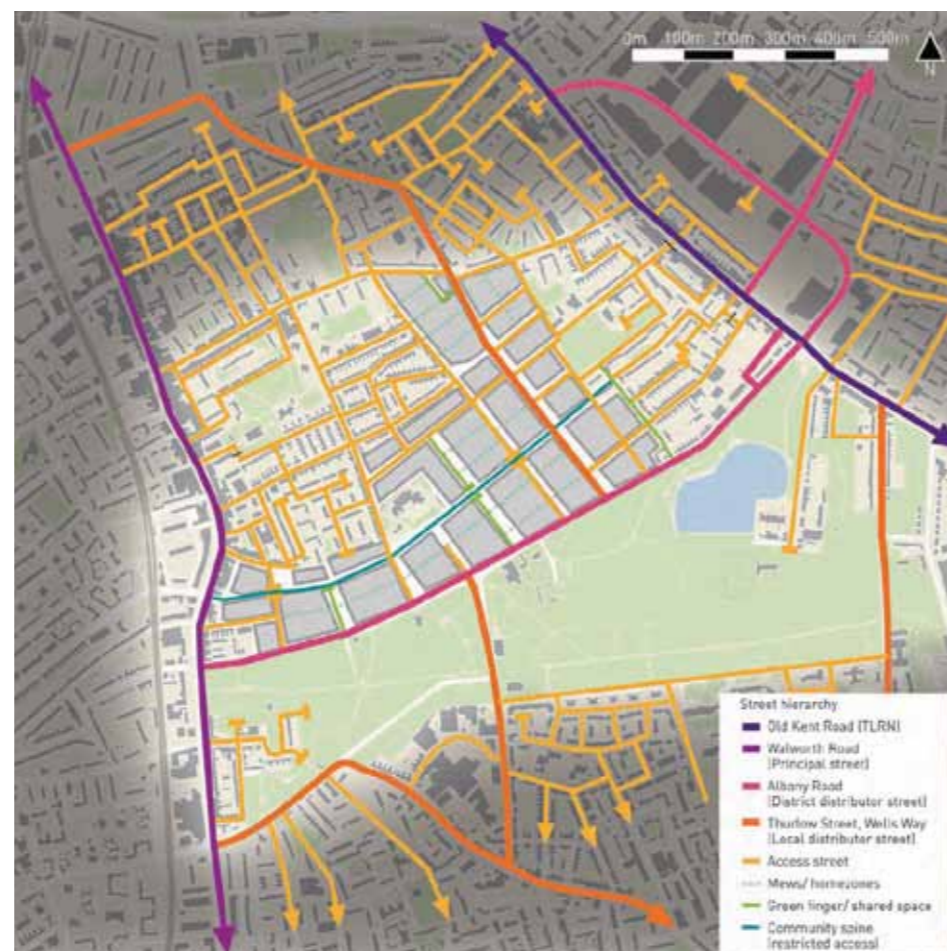 0m 100m 200m 300m 400m 500m
N
Street hierarchy
Old Kent Road (TLRN)
Walworth Road
(Principal street)
Albany Road
(District distributor street)
Thurlow Street, Wells Way
(Local distributor street)
Access street
Mews/ homezones
Green finger/ shared space
Community spine
(restricted access)